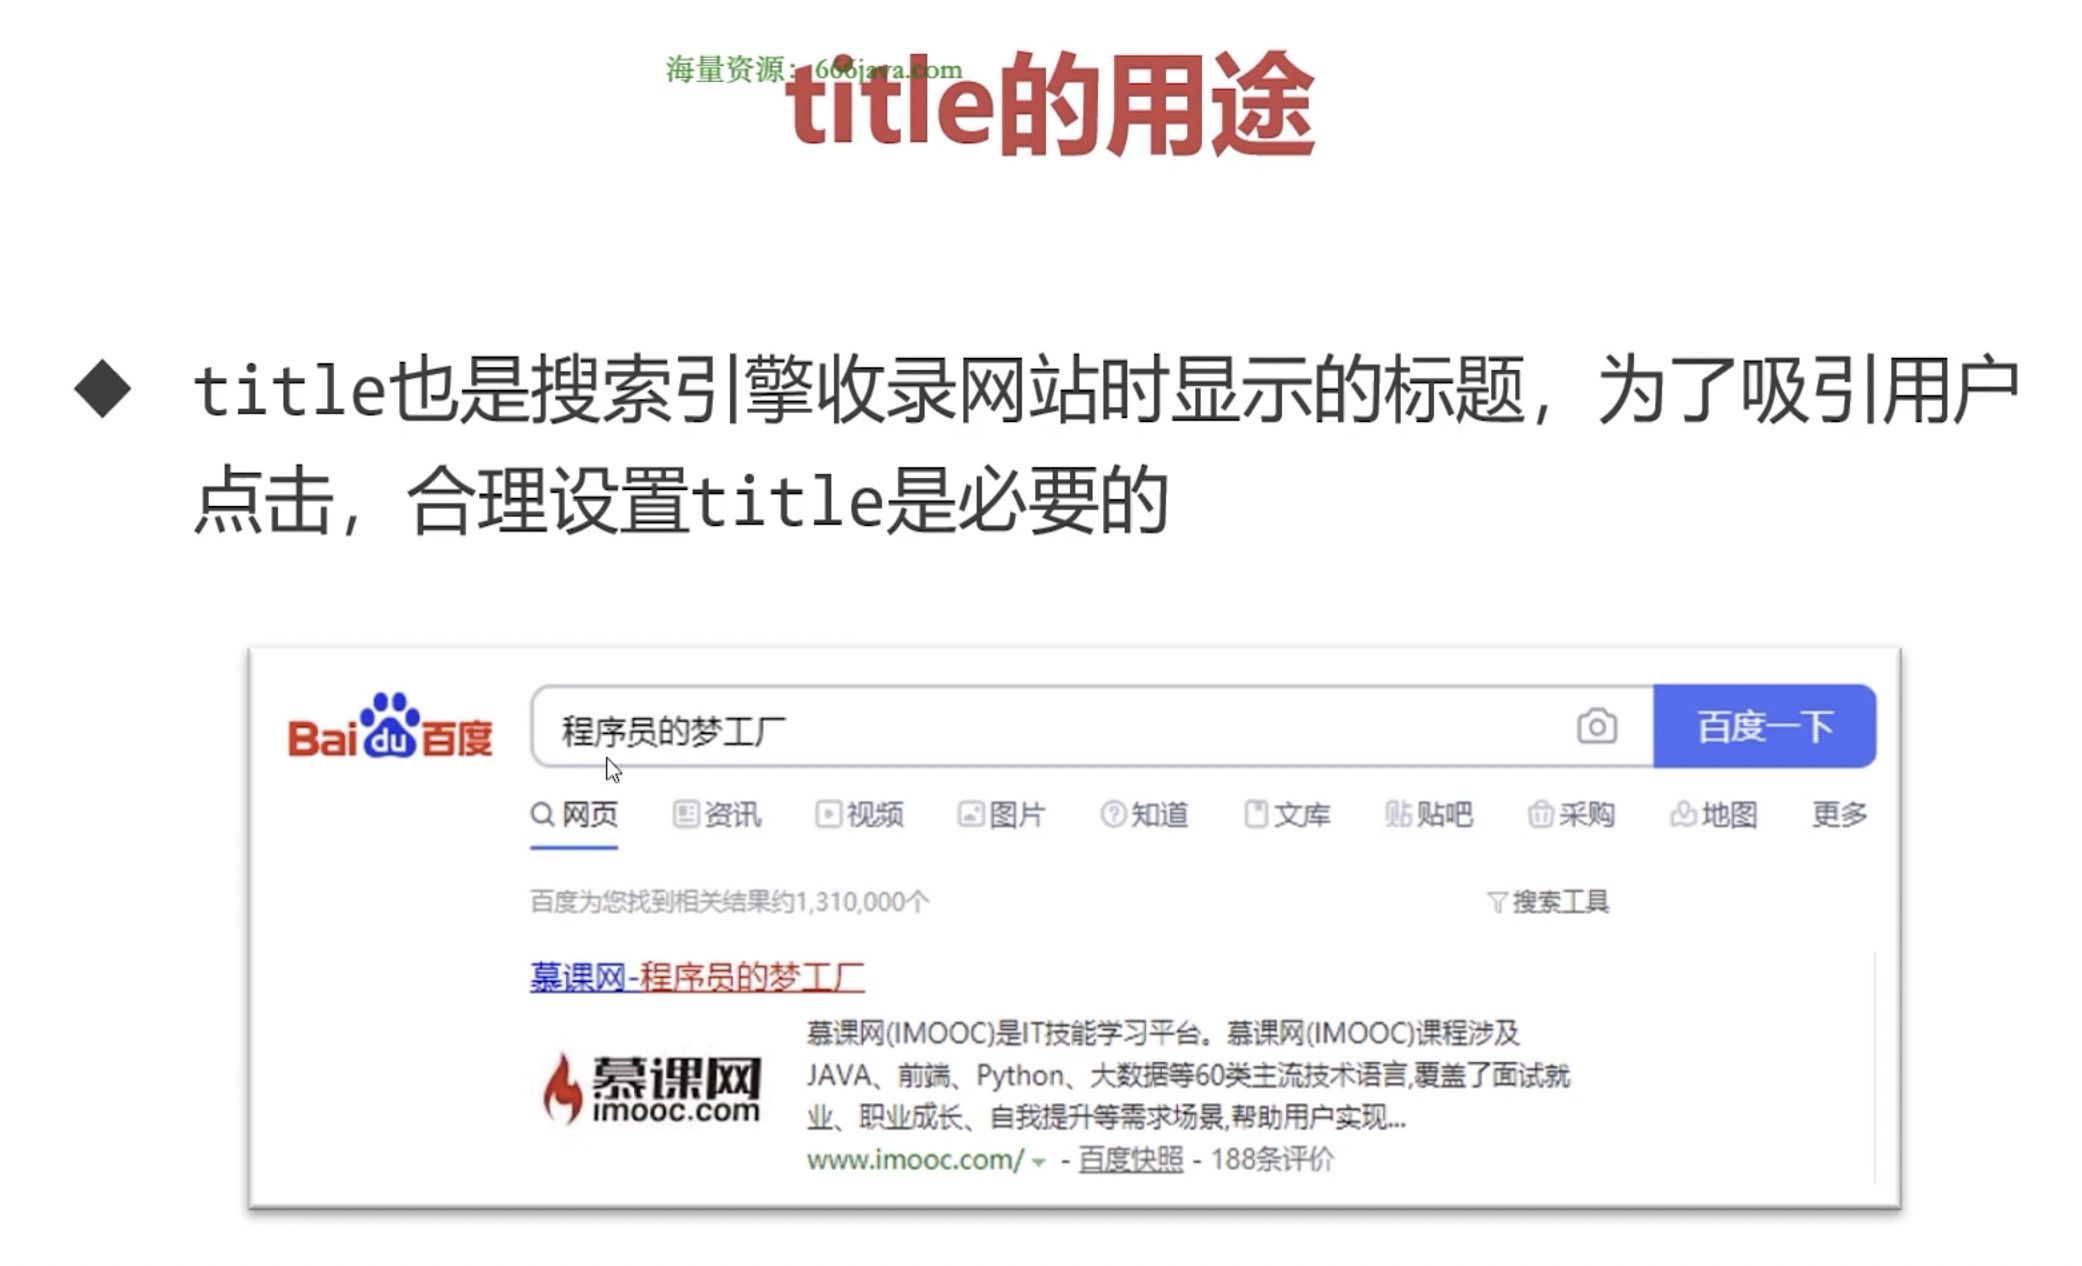 海量资源：666java.com
title的用途
title也是搜索引擎收录网站时显示的标题，为了吸引用户
点击，合理设置title是必要的
Bai du 百度
程序员的梦工厂
百度一下
网页 资讯 视频 图片 知道 文库 贴吧 采购 地图 更多
百度为您找到相关结果约1,310,000个 搜索工具
慕课网-程序员的梦工厂
慕课网
imooc.com
慕课网(IMOOC)是IT技能学习平台。慕课网(IMOOC)课程涉及
JAVA、前端、Python、大数据等60类主流技术语言,覆盖了面试就
业、职业成长、自我提升等需求场景,帮助用户实现...
www.imooc.com/ - 百度快照 - 188条评价